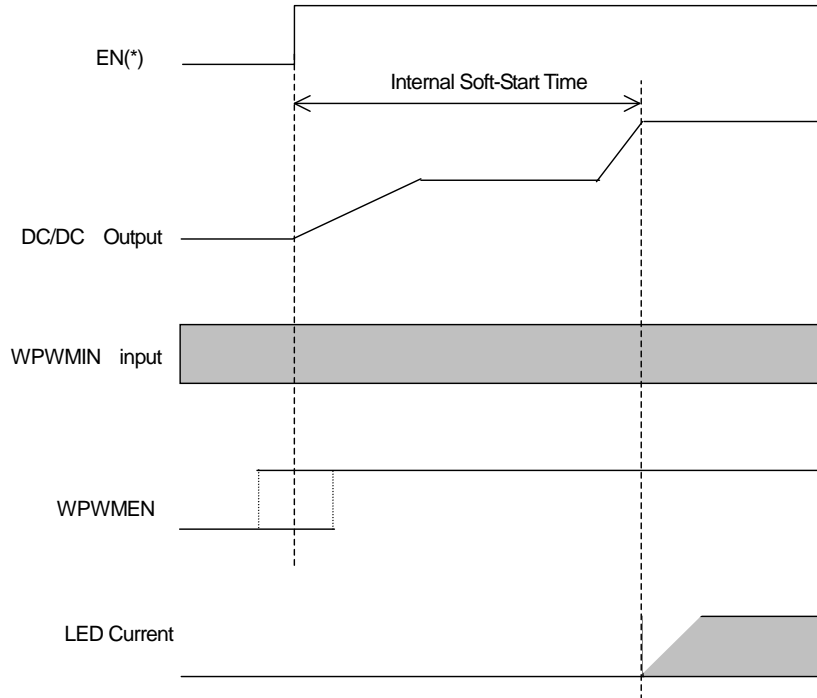 EN(*)
Internal Soft-Start Time
DC/DC Output
WPWMIN input
WPWMEN
LED Current